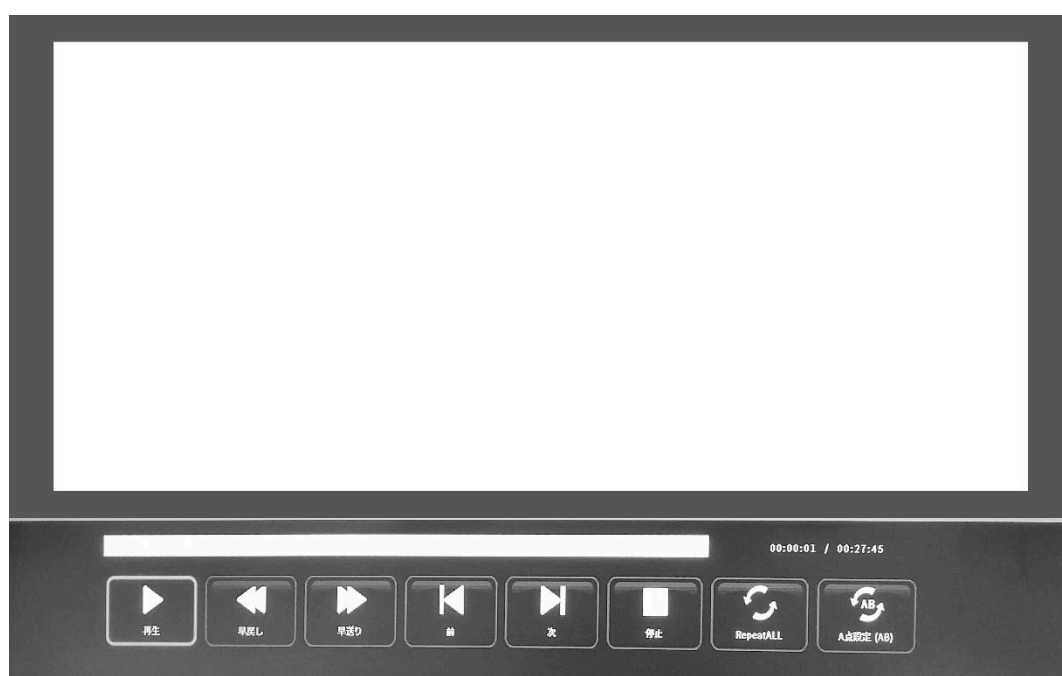 00:00:01 / 00:27:45
再生
早戻し
早送り
前
次
停止
RepeatALL
AB
A点設定 (AB)